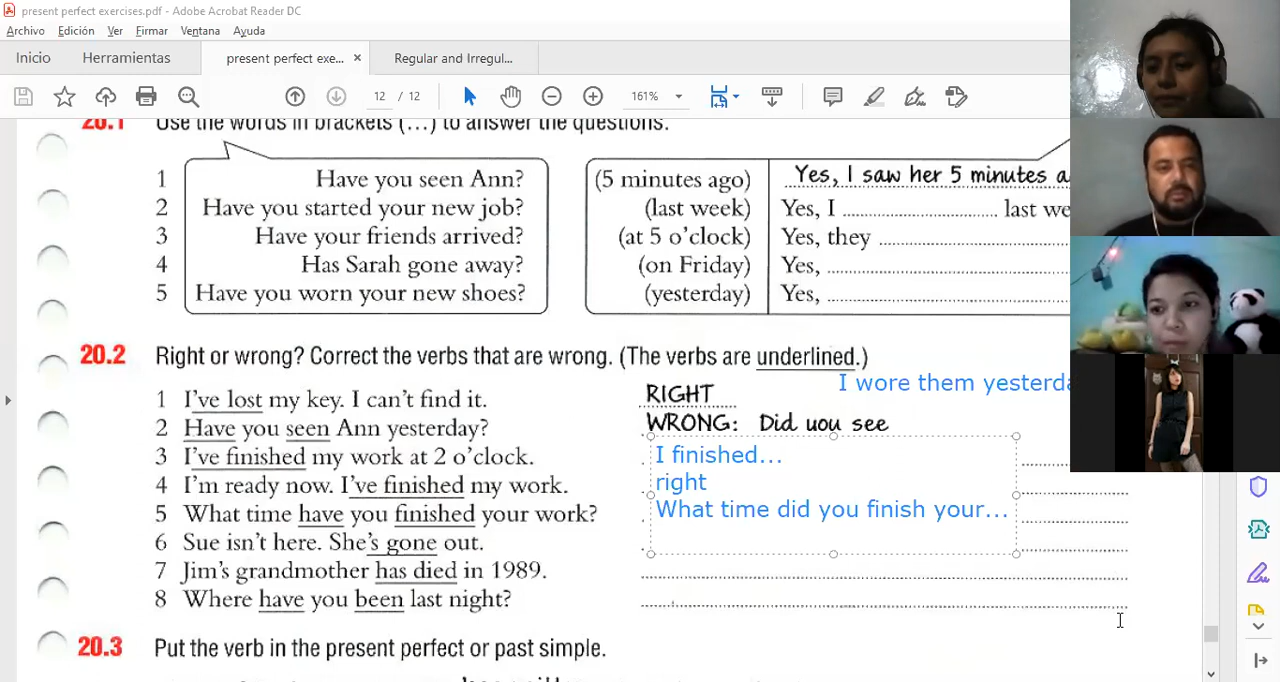 present perfect exercises.pdf - Adobe Acrobat Reader DC
Archivo Edición Ver Firmar Ventana Ayuda
Inicio Herramientas present perfect exe... × Regular and Irregul...
12 / 12 161%
20.1 Use the words in brackets (...) to answer the questions.
1 Have you seen Ann? (5 minutes ago) Yes, I saw her 5 minutes a
2 Have you started your new job? (last week) Yes, I .............. last we
3 Have your friends arrived? (at 5 o'clock) Yes, they ..............
4 Has Sarah gone away? (on Friday) Yes, ..............
5 Have you worn your new shoes? (yesterday) Yes, ..............
20.2 Right or wrong? Correct the verbs that are wrong. (The verbs are underlined.)
I wore them yesterda
1 I've lost my key. I can't find it. RIGHT
2 Have you seen Ann yesterday? WRONG: Did you see
3 I've finished my work at 2 o'clock. I finished...
4 I'm ready now. I've finished my work. right
5 What time have you finished your work? What time did you finish your...
6 Sue isn't here. She's gone out.
7 Jim's grandmother has died in 1989.
8 Where have you been last night?
20.3 Put the verb in the present perfect or past simple.